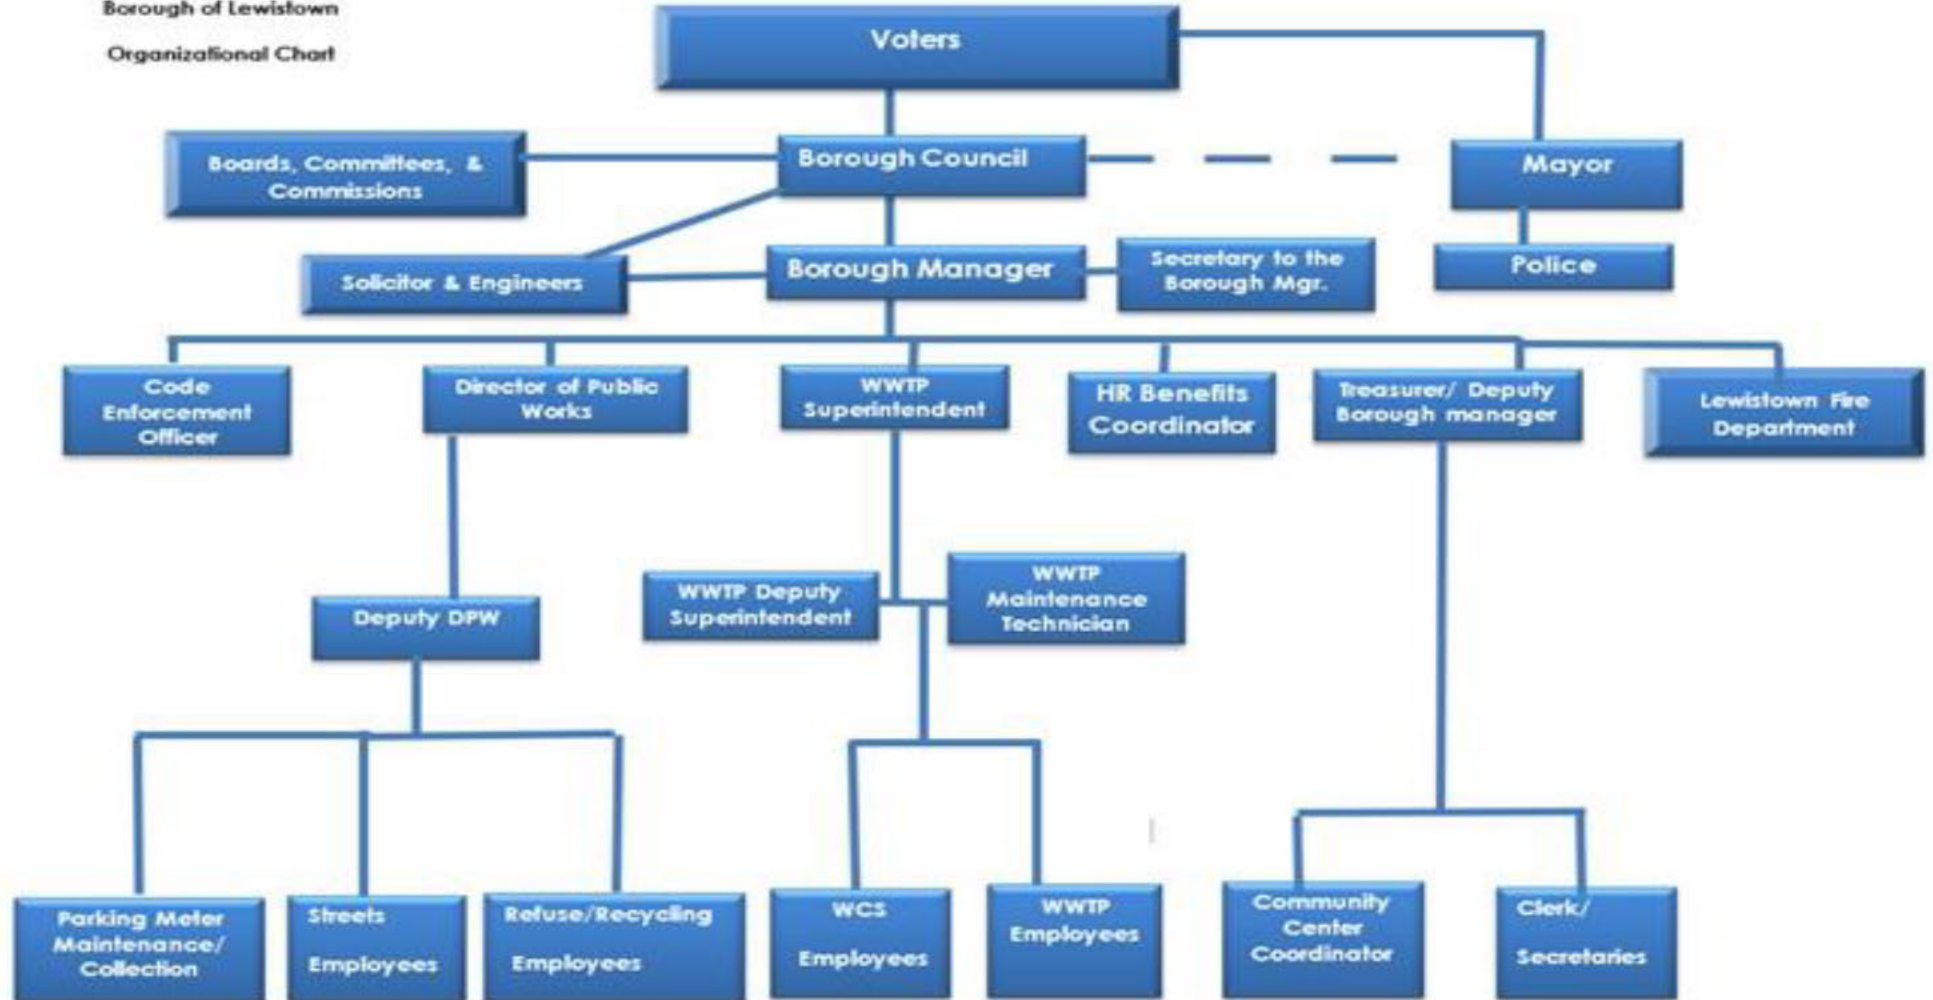 Borough of Lewistown
Organizational Chart
Voters
Boards, Committees, &
Commissions
Borough Council
Mayor
Solicitor & Engineers
Borough Manager
Secretary to the
Borough Mgr.
Police
Code
Enforcement
Officer
Director of Public
Works
WWTP
Superintendent
HR Benefits
Coordinator
Treasurer/ Deputy
Borough manager
Lewistown Fire
Department
Deputy DPW
WWTP Deputy
Superintendent
WWTP
Maintenance
Technician
Parking Meter
Maintenance/
Collection
Streets
Employees
Refuse/Recycling
Employees
WCS
Employees
WWTP
Employees
Community
Center
Coordinator
Clerk/
Secretaries